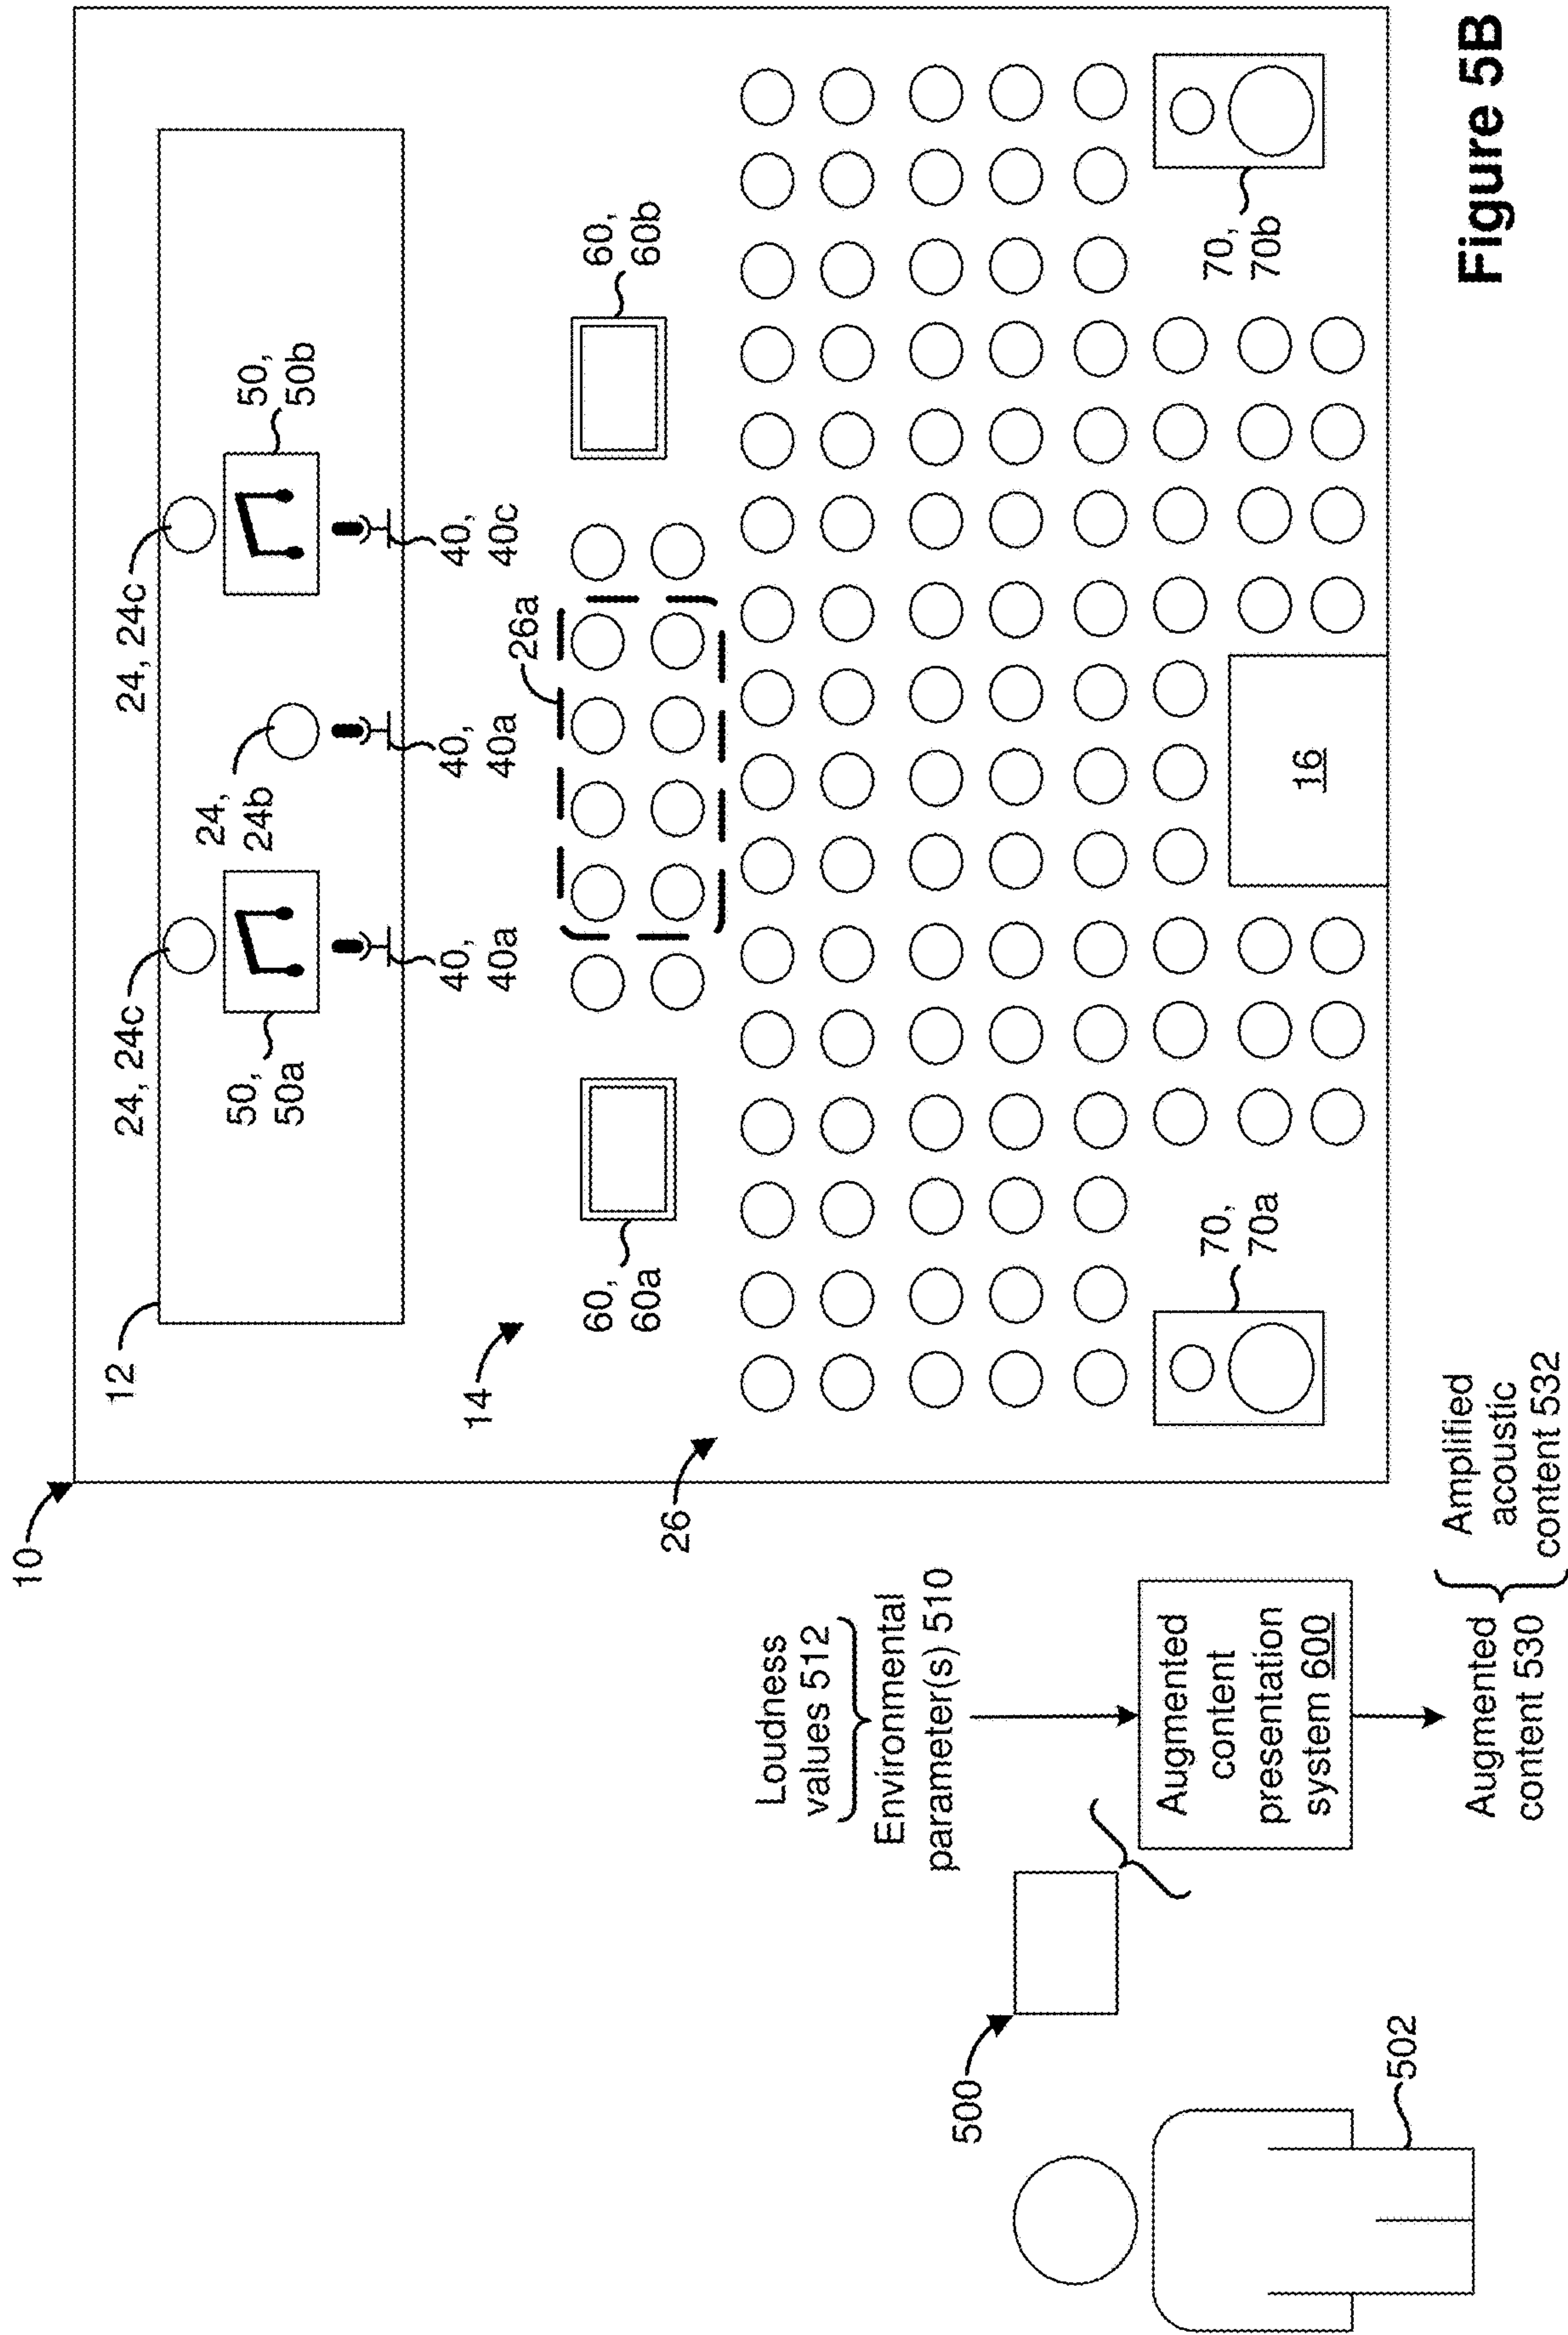 10
12
24, 24c
24, 24c
24,
24b
50,
50a
50,
50b
40,
40a
40,
40a
40,
40c
14
26a
60,
60a
60,
60b
26
70,
70a
70,
70b
16
Loudness
values 512
Environmental
parameter(s) 510
500
Augmented
content
presentation
system 600
502
Augmented
content 530
Amplified
acoustic
content 532
Figure 5B